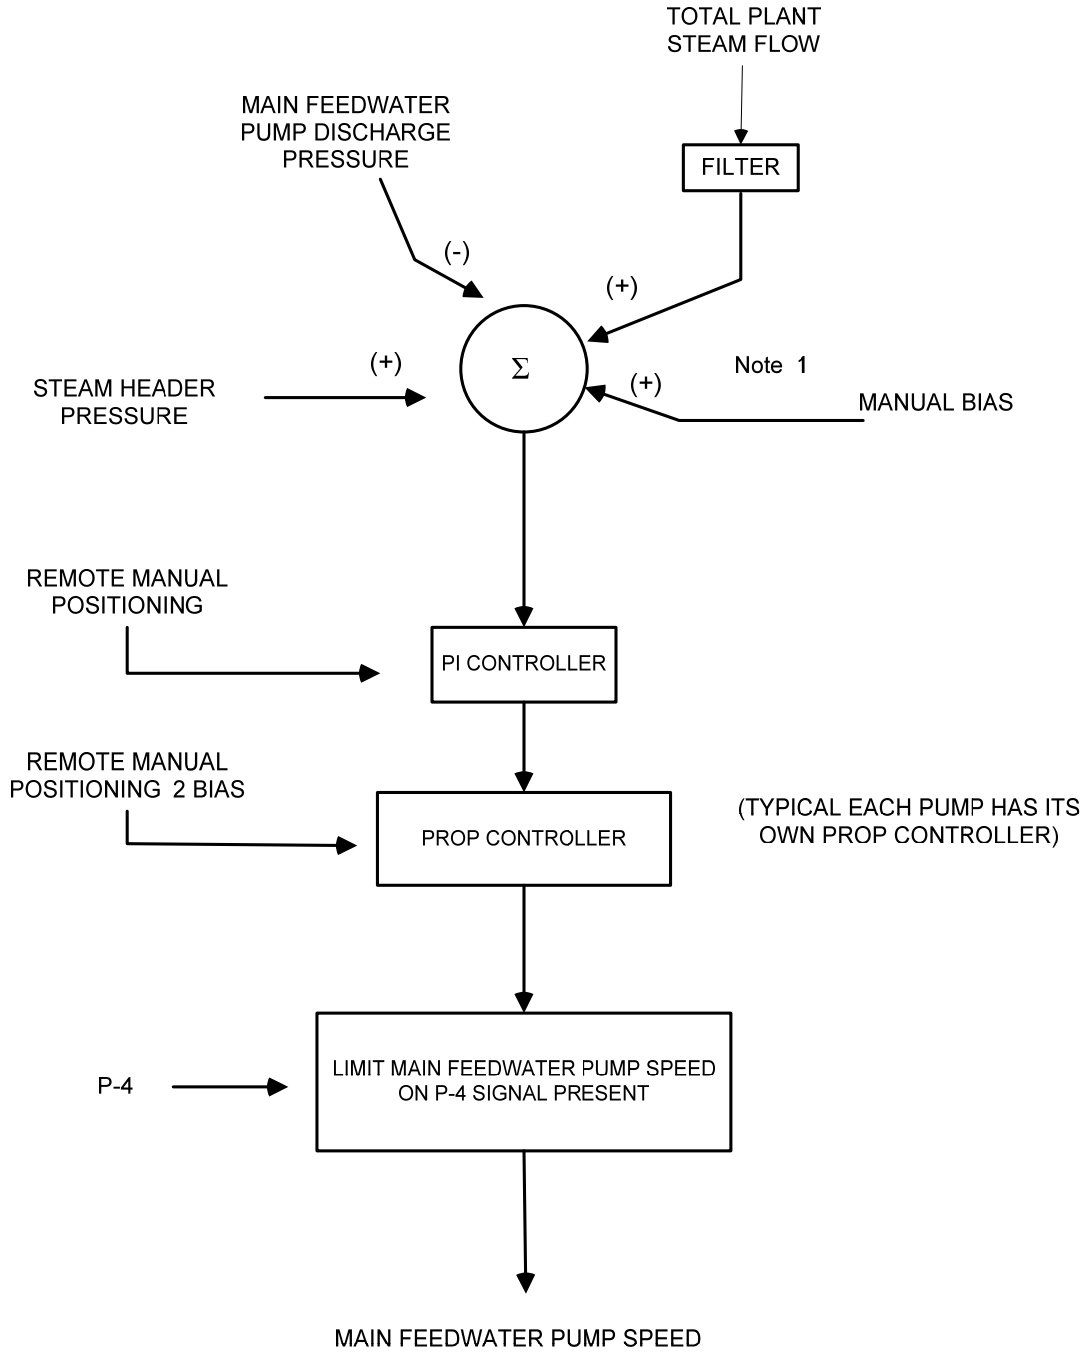 TOTAL PLANT
STEAM FLOW
MAIN FEEDWATER
PUMP DISCHARGE
PRESSURE
FILTER
(-)
(+)
(+)
Σ
Note 1
(+)
STEAM HEADER
PRESSURE
MANUAL BIAS
REMOTE MANUAL
POSITIONING
PI CONTROLLER
REMOTE MANUAL
POSITIONING 2 BIAS
PROP CONTROLLER
(TYPICAL EACH PUMP HAS ITS
OWN PROP CONTROLLER)
P-4
LIMIT MAIN FEEDWATER PUMP SPEED
ON P-4 SIGNAL PRESENT
MAIN FEEDWATER PUMP SPEED